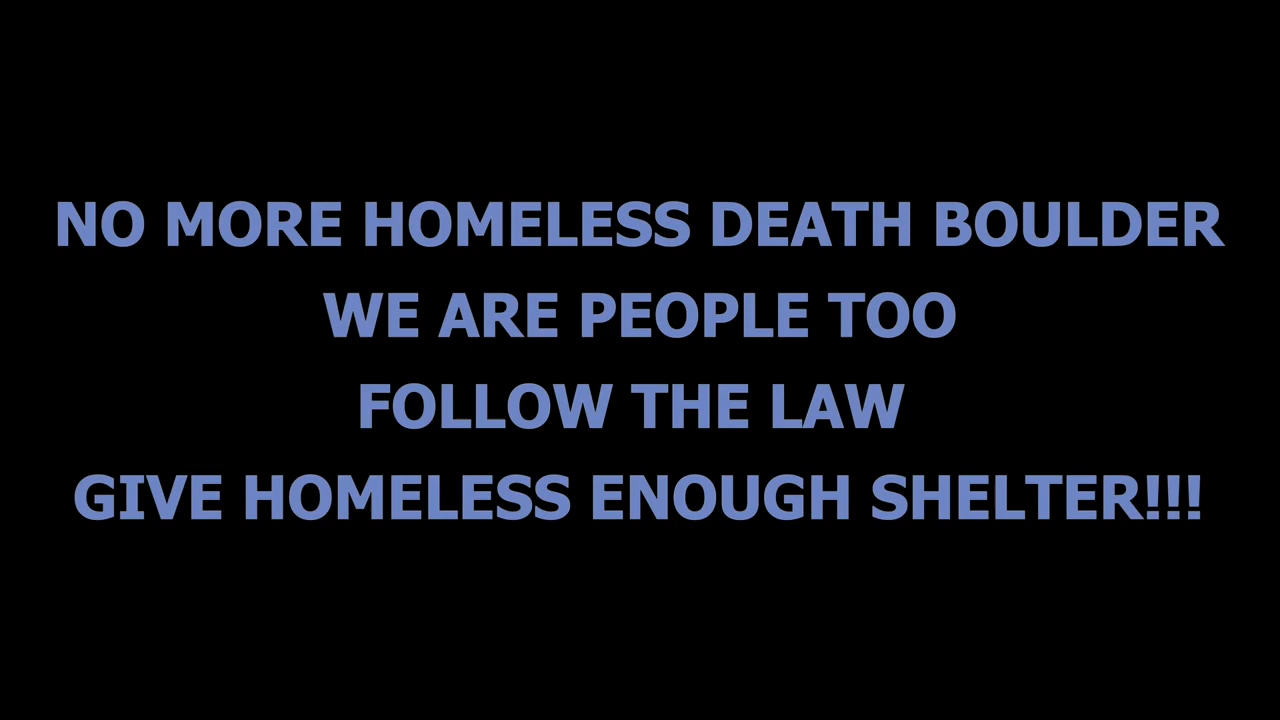 NO MORE HOMELESS DEATH BOULDER
WE ARE PEOPLE TOO
FOLLOW THE LAW
GIVE HOMELESS ENOUGH SHELTER!!!